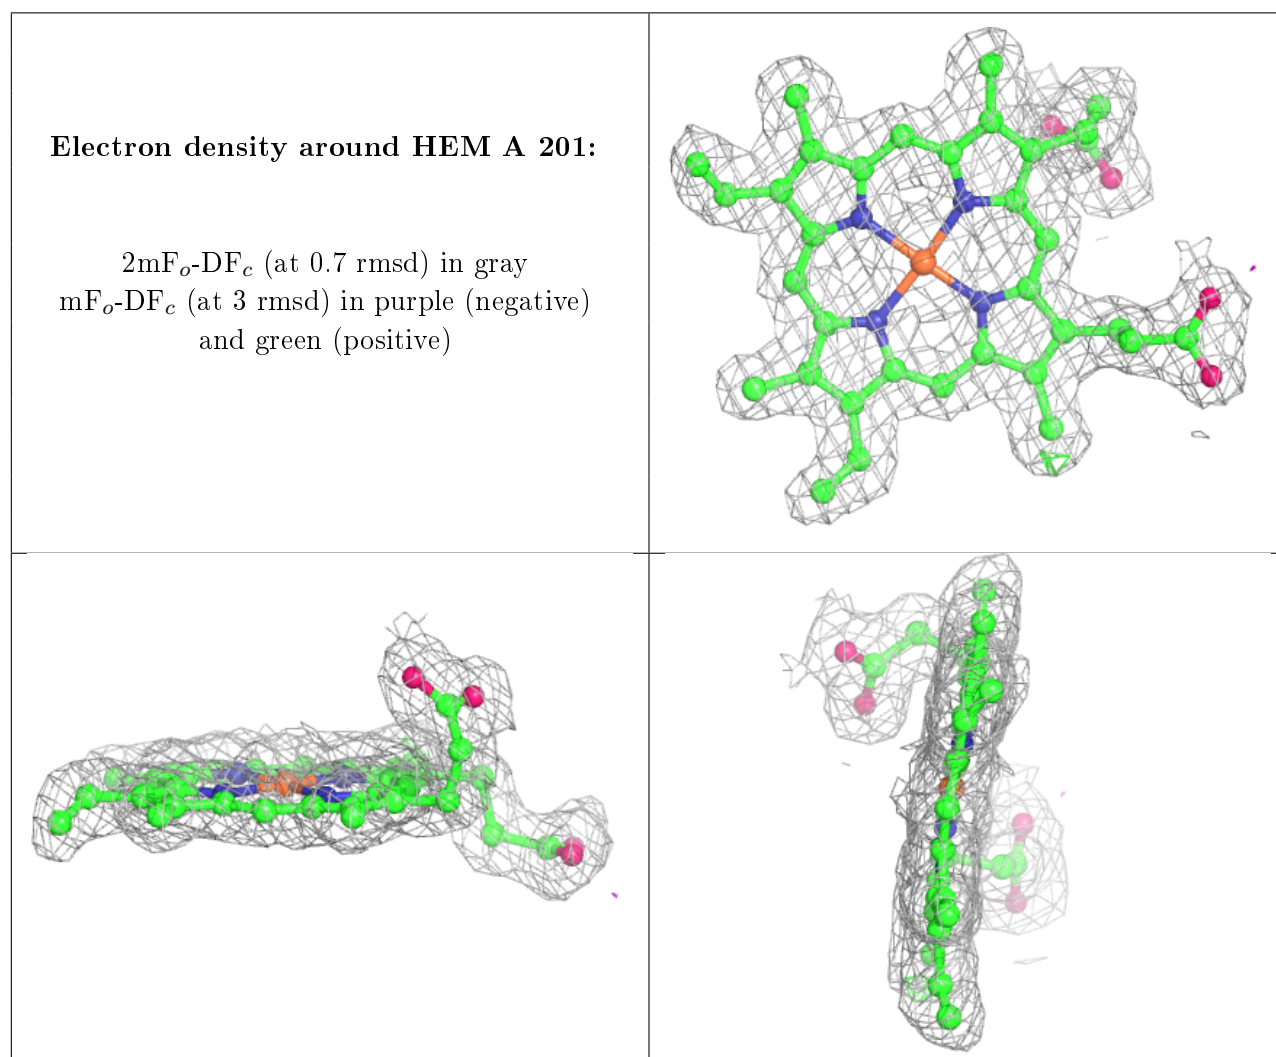 Electron density around HEM A 201:
2mFo-DFc (at 0.7 rmsd) in gray
mFo-DFc (at 3 rmsd) in purple (negative)
and green (positive)